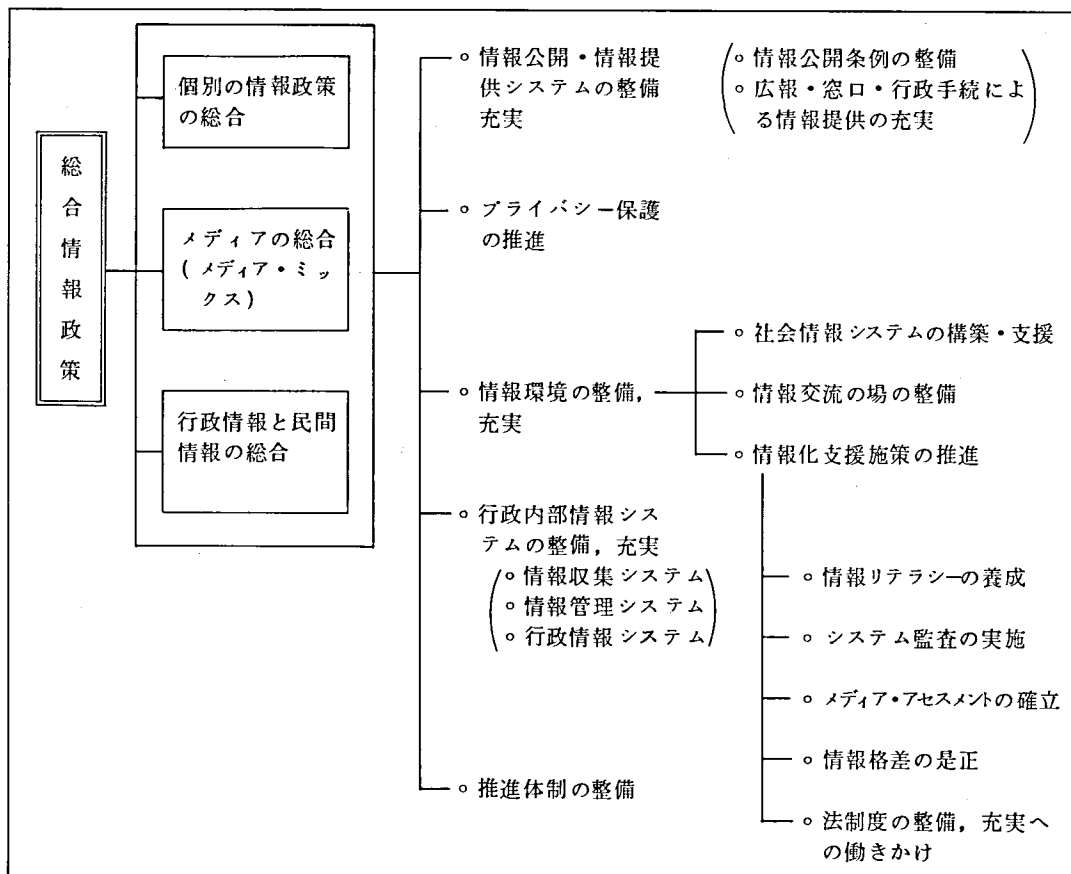 総合情報政策
個別の情報政策
の総合
メディアの総合
(メディア・ミッ
クス)
行政情報と民間
情報の総合
○ 情報公開・情報提
供システムの整備
充実
○ 情報公開条例の整備
○ 広報・窓口・行政手続によ
る情報提供の充実
○ プライバシー保護
の推進
○ 情報環境の整備,
充実
○ 社会情報システムの構築・支援
○ 情報交流の場の整備
○ 情報化支援施策の推進
○ 情報リテラシーの養成
○ システム監査の実施
○ メディア・アセスメントの確立
○ 情報格差の是正
○ 法制度の整備,充実へ
の働きかけ
○ 行政内部情報シス
テムの整備,充実
○ 情報収集システム
○ 情報管理システム
○ 行政情報システム
○ 推進体制の整備